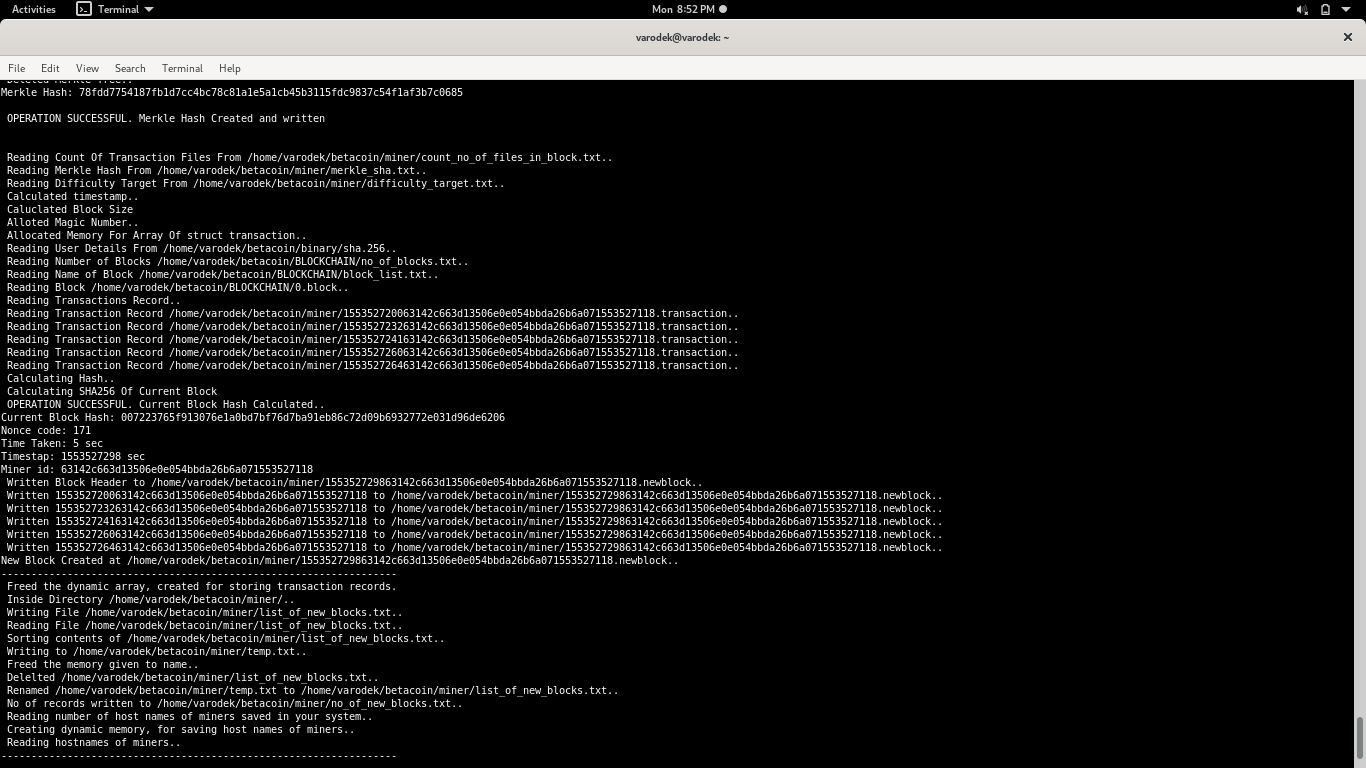 Activities Terminal Mon 8:52 PM
varodek@varodek: ~
File Edit View Search Terminal Help
Deleted Merkle Tree..
Merkle Hash: 78fdd7754187fb1d7cc4bc78c81a1e5a1cb45b3115fdc9837c54f1af3b7c0685
OPERATION SUCCESSFUL. Merkle Hash Created and written
Reading Count Of Transaction Files From /home/varodek/betacoin/miner/count_no_of_files_in_block.txt..
Reading Merkle Hash From /home/varodek/betacoin/miner/merkle_sha.txt..
Reading Difficulty Target From /home/varodek/betacoin/miner/difficulty_target.txt..
Calculated timestamp..
Caluclated Block Size
Alloted Magic Number..
Allocated Memory For Array Of struct transaction..
Reading User Details From /home/varodek/betacoin/binary/sha.256..
Reading Number of Blocks /home/varodek/betacoin/BLOCKCHAIN/no_of_blocks.txt..
Reading Name of Block /home/varodek/betacoin/BLOCKCHAIN/block_list.txt..
Reading Block /home/varodek/betacoin/BLOCKCHAIN/0.block..
Reading Transactions Record..
Reading Transaction Record /home/varodek/betacoin/miner/155352720063142c663d13506e0e054bbda26b6a071553527118.transaction..
Reading Transaction Record /home/varodek/betacoin/miner/155352723263142c663d13506e0e054bbda26b6a071553527118.transaction..
Reading Transaction Record /home/varodek/betacoin/miner/155352724163142c663d13506e0e054bbda26b6a071553527118.transaction..
Reading Transaction Record /home/varodek/betacoin/miner/155352726063142c663d13506e0e054bbda26b6a071553527118.transaction..
Reading Transaction Record /home/varodek/betacoin/miner/155352726463142c663d13506e0e054bbda26b6a071553527118.transaction..
Calculating Hash..
Calculating SHA256 Of Current Block
OPERATION SUCCESSFUL. Current Block Hash Calculated..
Current Block Hash: 007223765f913076e1a0bd7bf76d7ba91eb86c72d09b6932772e031d96de6206
Nonce code: 171
Time Taken: 5 sec
Timestap: 1553527298 sec
Miner id: 63142c663d13506e0e054bbda26b6a071553527118
Written Block Header to /home/varodek/betacoin/miner/155352729863142c663d13506e0e054bbda26b6a071553527118.newblock..
Written 155352720063142c663d13506e0e054bbda26b6a071553527118 to /home/varodek/betacoin/miner/155352729863142c663d13506e0e054bbda26b6a071553527118.newblock..
Written 155352723263142c663d13506e0e054bbda26b6a071553527118 to /home/varodek/betacoin/miner/155352729863142c663d13506e0e054bbda26b6a071553527118.newblock..
Written 155352724163142c663d13506e0e054bbda26b6a071553527118 to /home/varodek/betacoin/miner/155352729863142c663d13506e0e054bbda26b6a071553527118.newblock..
Written 155352726063142c663d13506e0e054bbda26b6a071553527118 to /home/varodek/betacoin/miner/155352729863142c663d13506e0e054bbda26b6a071553527118.newblock..
Written 155352726463142c663d13506e0e054bbda26b6a071553527118 to /home/varodek/betacoin/miner/155352729863142c663d13506e0e054bbda26b6a071553527118.newblock..
New Block Created at /home/varodek/betacoin/miner/155352729863142c663d13506e0e054bbda26b6a071553527118.newblock..
------------------------------------------------------------------
Freed the dynamic array, created for storing transaction records.
Inside Directory /home/varodek/betacoin/miner/..
Writing File /home/varodek/betacoin/miner/list_of_new_blocks.txt..
Reading File /home/varodek/betacoin/miner/list_of_new_blocks.txt..
Sorting contents of /home/varodek/betacoin/miner/list_of_new_blocks.txt..
Writing to /home/varodek/betacoin/miner/temp.txt..
Freed the memory given to name..
Delelted /home/varodek/betacoin/miner/list_of_new_blocks.txt..
Renamed /home/varodek/betacoin/miner/temp.txt to /home/varodek/betacoin/miner/list_of_new_blocks.txt..
No of records written to /home/varodek/betacoin/miner/no_of_new_blocks.txt..
Reading number of host names of miners saved in your system..
Creating dynamic memory, for saving host names of miners..
Reading hostnames of miners..
------------------------------------------------------------------